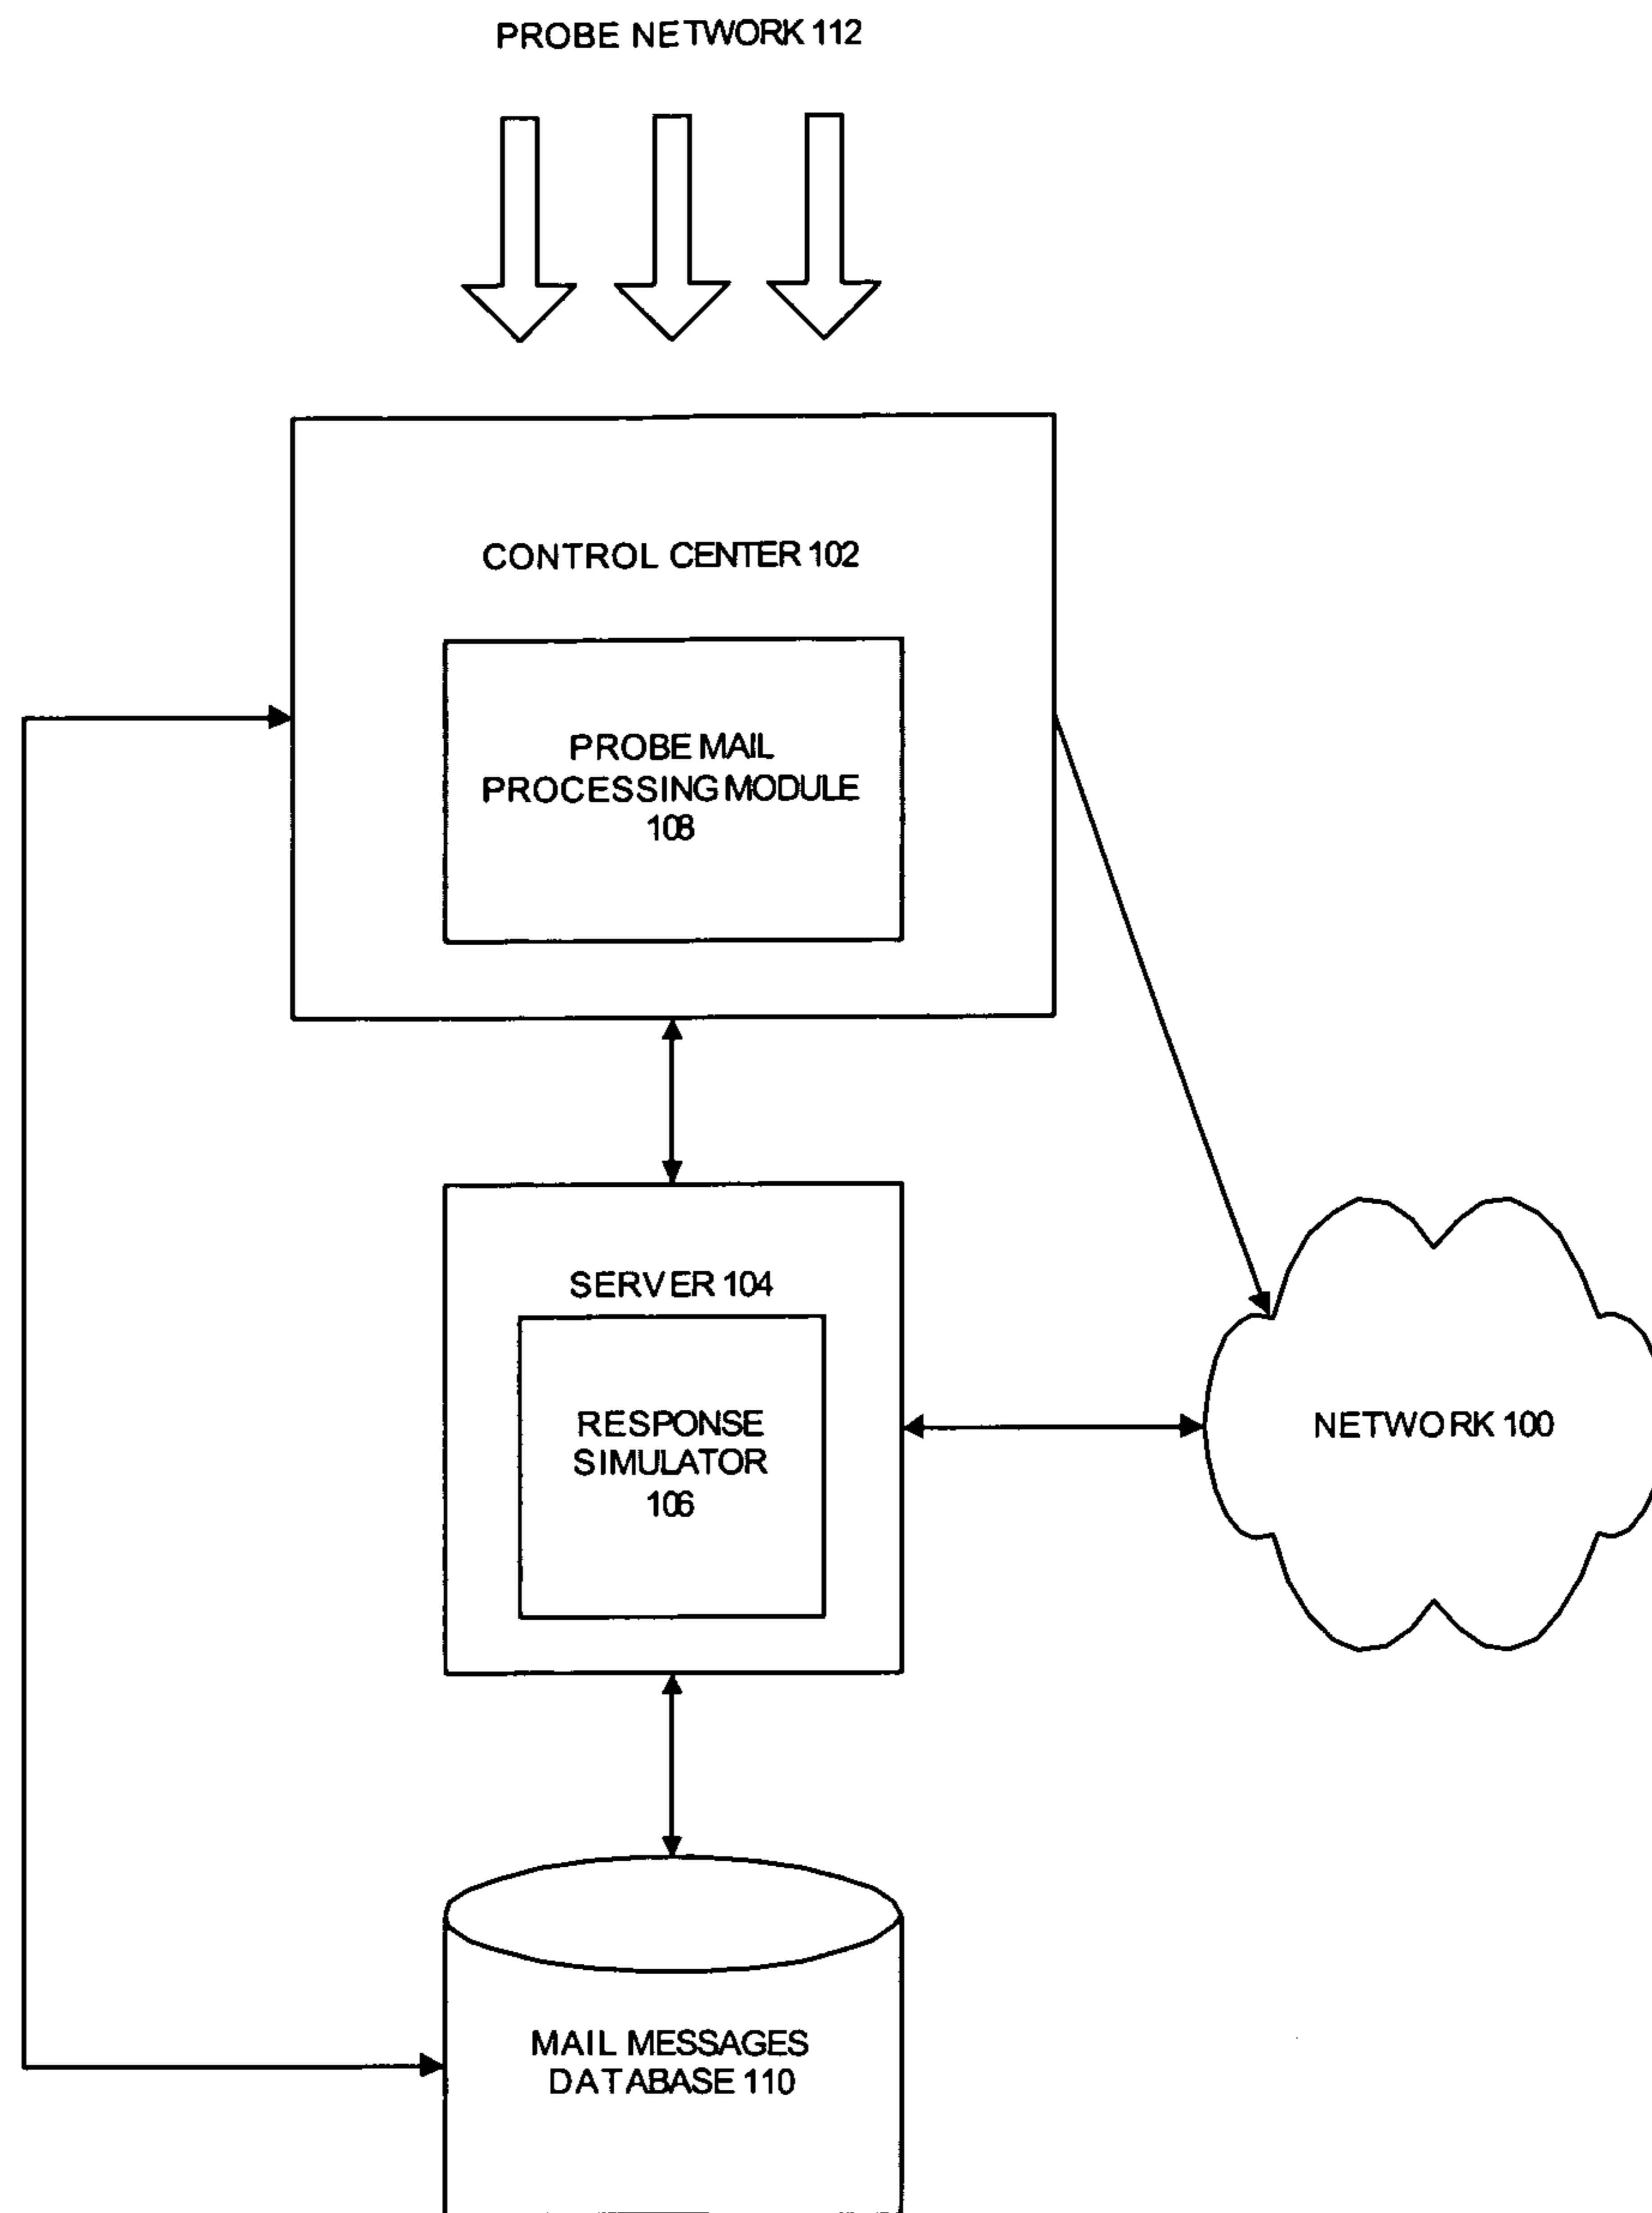 PROBE NETWORK 112
CONTROL CENTER 102
PROBE MAIL
PROCESSING MODULE
108
SERVER 104
RESPONSE
SIMULATOR
106
NETWORK 100
MAIL MESSAGES
DATABASE 110